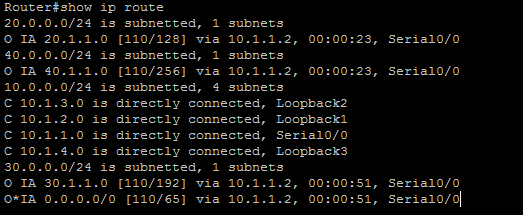 Router#show ip route
20.0.0.0/24 is subnetted, 1 subnets
O IA 20.1.1.0 [110/128] via 10.1.1.2, 00:00:23, Serial0/0
40.0.0.0/24 is subnetted, 1 subnets
O IA 40.1.1.0 [110/256] via 10.1.1.2, 00:00:23, Serial0/0
10.0.0.0/24 is subnetted, 4 subnets
C 10.1.3.0 is directly connected, Loopback2
C 10.1.2.0 is directly connected, Loopback1
C 10.1.1.0 is directly connected, Serial0/0
C 10.1.4.0 is directly connected, Loopback3
30.0.0.0/24 is subnetted, 1 subnets
O IA 30.1.1.0 [110/192] via 10.1.1.2, 00:00:51, Serial0/0
O*IA 0.0.0.0/0 [110/65] via 10.1.1.2, 00:00:51, Serial0/0